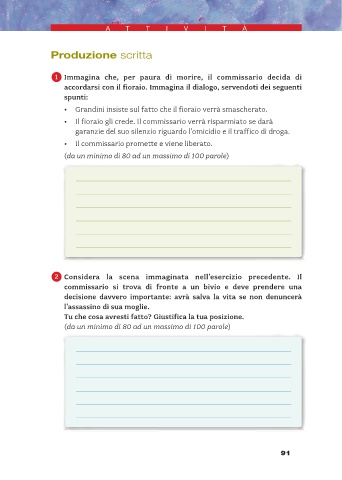 ATTIVITÀ
Produzione scritta
1 Immagina che, per paura di morire, il commissario decida di
accordarsi con il fioraio. Immagina il dialogo, servendoti dei seguenti
spunti:
• Grandini insiste sul fatto che il fioraio verrà smascherato.
• Il fioraio gli crede. Il commissario verrà risparmiato se darà
garanzie del suo silenzio riguardo l'omicidio e il traffico di droga.
• Il commissario promette e viene liberato.
(da un minimo di 80 ad un massimo di 100 parole)
2 Considera la scena immaginata nell'esercizio precedente. Il
commissario si trova di fronte a un bivio e deve prendere una
decisione davvero importante: avrà salva la vita se non denuncerà
l'assassino di sua moglie.
Tu che cosa avresti fatto? Giustifica la tua posizione.
(da un minimo di 80 ad un massimo di 100 parole)
91